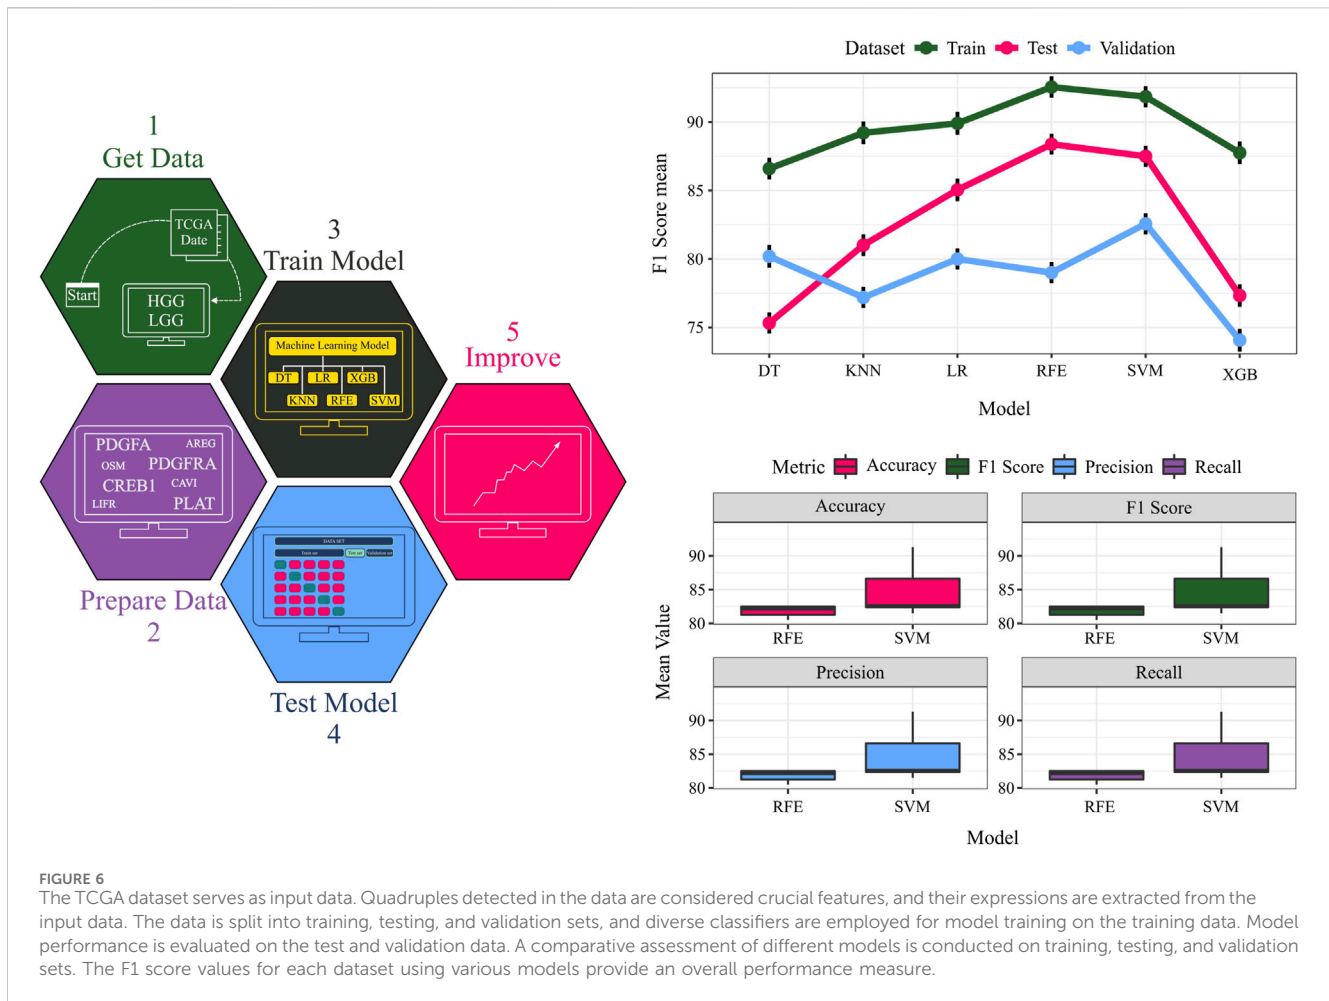 1
Get Data
TCGA
Date
Start
HGG
LGG
3
Train Model
Machine Learning Model
DT
LR
XGB
KNN
RFE
SVM
5
Improve
PDGFA
AREG
OSM
PDGFRA
CREB1
CAVI
LIFR
PLAT
Prepare Data
2
DATA SET
Train set
Test set
Validation set
Test Model
4
Dataset Train Test Validation
F1 Score mean
90
85
80
75
DT KNN LR RFE SVM XGB
Model
Metric Accuracy F1 Score Precision Recall
Mean Value
Accuracy
90
85
80
RFE SVM
F1 Score
90
85
80
RFE SVM
Precision
90
85
80
RFE SVM
Recall
90
85
80
RFE SVM
Model
FIGURE 6
The TCGA dataset serves as input data. Quadruples detected in the data are considered crucial features, and their expressions are extracted from the
input data. The data is split into training, testing, and validation sets, and diverse classifiers are employed for model training on the training data. Model
performance is evaluated on the test and validation data. A comparative assessment of different models is conducted on training, testing, and validation
sets. The F1 score values for each dataset using various models provide an overall performance measure.